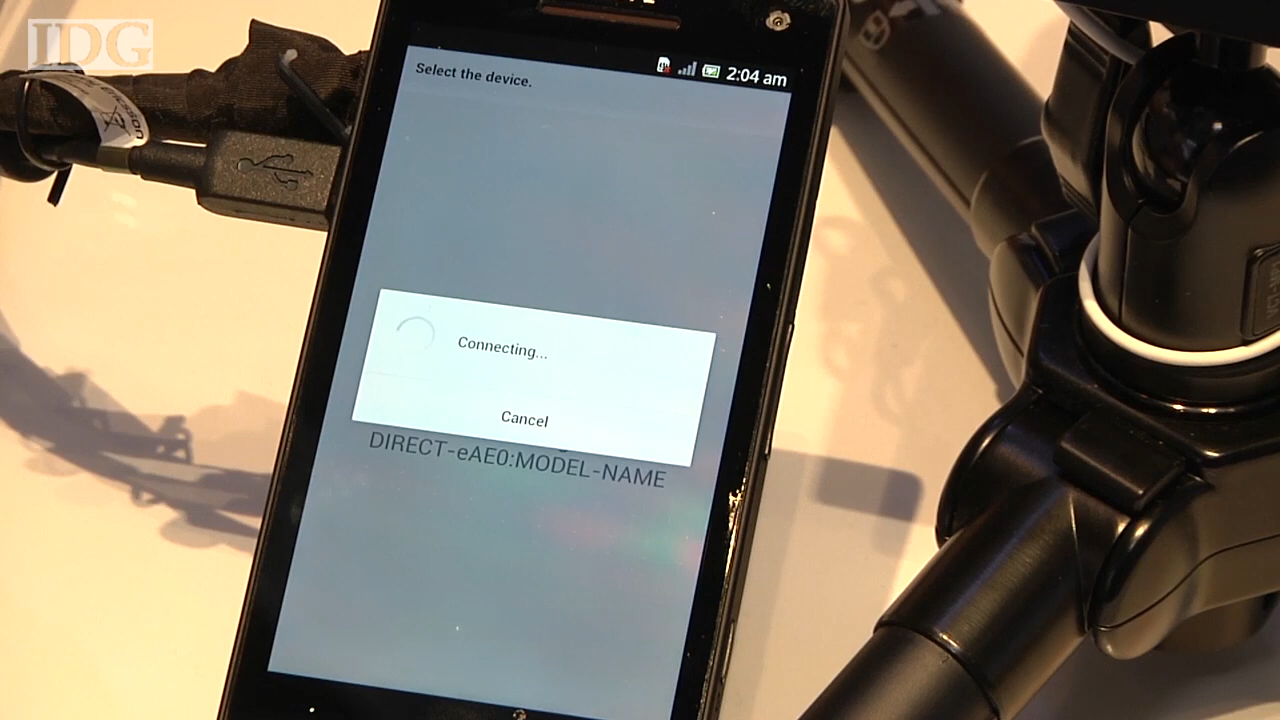 IDG
Select the device.
2:04 am
Connecting...
Cancel
DIRECT-eAE0:MODEL-NAME